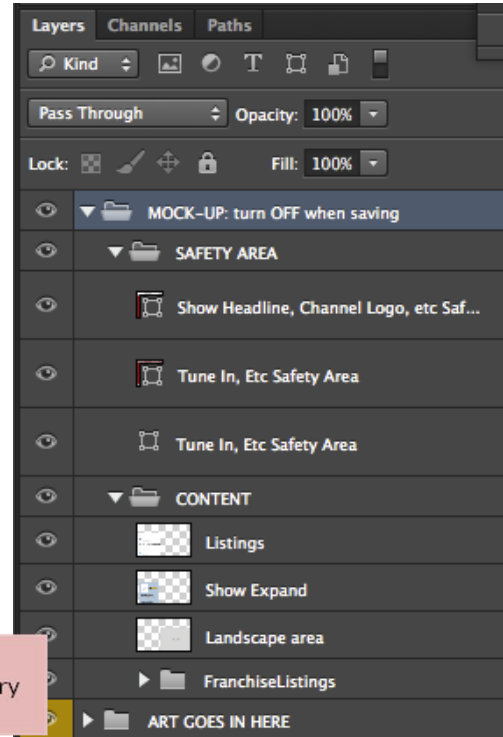 Layers Channels Paths
Kind
Pass Through Opacity: 100%
Lock: Fill: 100%
MOCK-UP: turn OFF when saving
SAFETY AREA
Show Headline, Channel Logo, etc Saf...
Tune In, Etc Safety Area
Tune In, Etc Safety Area
CONTENT
Listings
Show Expand
Landscape area
FranchiseListings
ry
ART GOES IN HERE